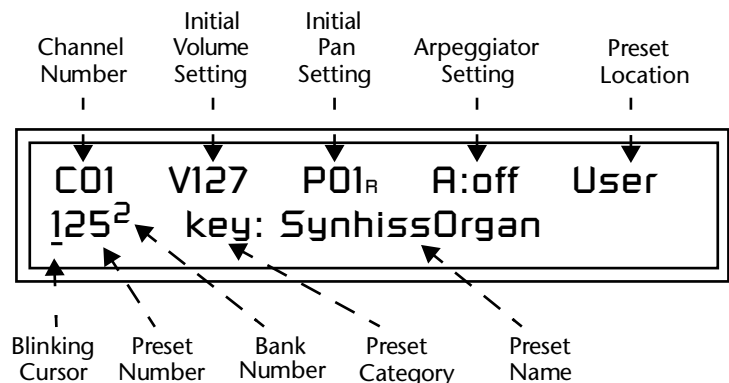 Channel Number
Initial Volume Setting
Initial Pan Setting
Arpeggiator Setting
Preset Location
C01 V127 P01R A:off User
125² key: SynhissOrgan
Blinking Cursor
Preset Number
Bank Number
Preset Category
Preset Name